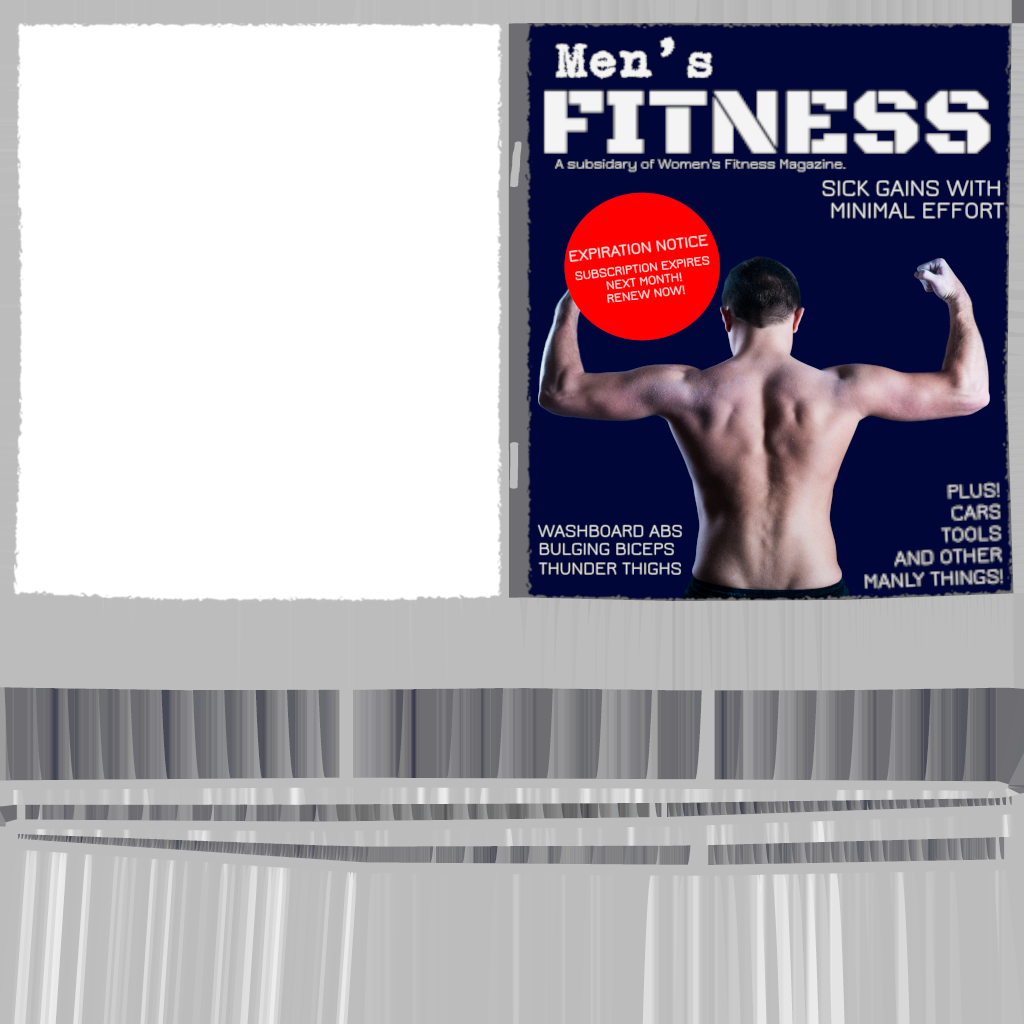 Men's
FITNESS
A subsidary of Women's Fitness Magazine.
SICK GAINS WITH
MINIMAL EFFORT
EXPIRATION NOTICE
SUBSCRIPTION EXPIRES
NEXT MONTH!
RENEW NOW!
WASHBOARD ABS
BULGING BICEPS
THUNDER THIGHS
PLUS!
CARS
TOOLS
AND OTHER
MANLY THINGS!